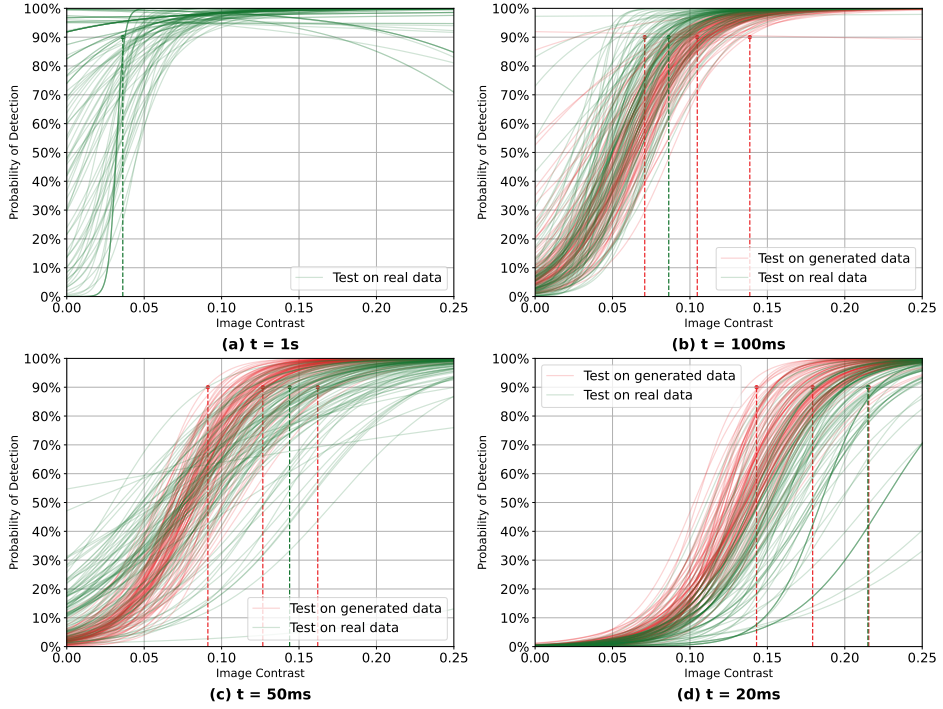 100%
90%
80%
70%
60%
50%
40%
30%
20%
10%
0%
Probability of Detection
0.00 0.05 0.10 0.15 0.20 0.25
Image Contrast
Test on real data
(a) t = 1s
100%
90%
80%
70%
60%
50%
40%
30%
20%
10%
0%
Probability of Detection
0.00 0.05 0.10 0.15 0.20 0.25
Image Contrast
Test on generated data
Test on real data
(b) t = 100ms
100%
90%
80%
70%
60%
50%
40%
30%
20%
10%
0%
Probability of Detection
0.00 0.05 0.10 0.15 0.20 0.25
Image Contrast
Test on generated data
Test on real data
(c) t = 50ms
100%
90%
80%
70%
60%
50%
40%
30%
20%
10%
0%
Probability of Detection
0.00 0.05 0.10 0.15 0.20 0.25
Image Contrast
Test on generated data
Test on real data
(d) t = 20ms